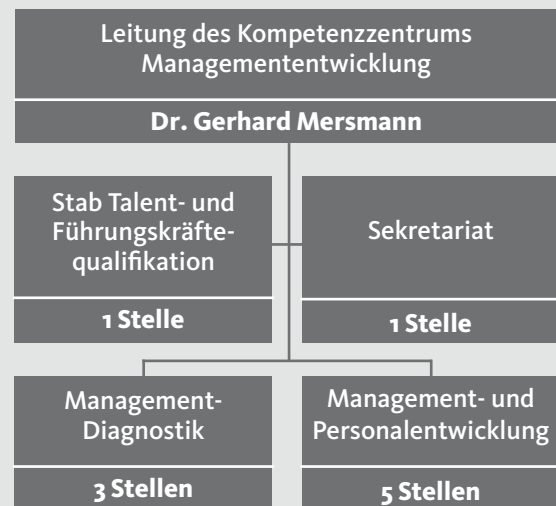 Leitung des Kompetenzzentrums
Managemententwicklung
Dr. Gerhard Mersmann
Stab Talent- und
Führungskräfte-
qualifikation
1 Stelle
Sekretariat
1 Stelle
Management-
Diagnostik
3 Stellen
Management- und
Personalentwicklung
5 Stellen